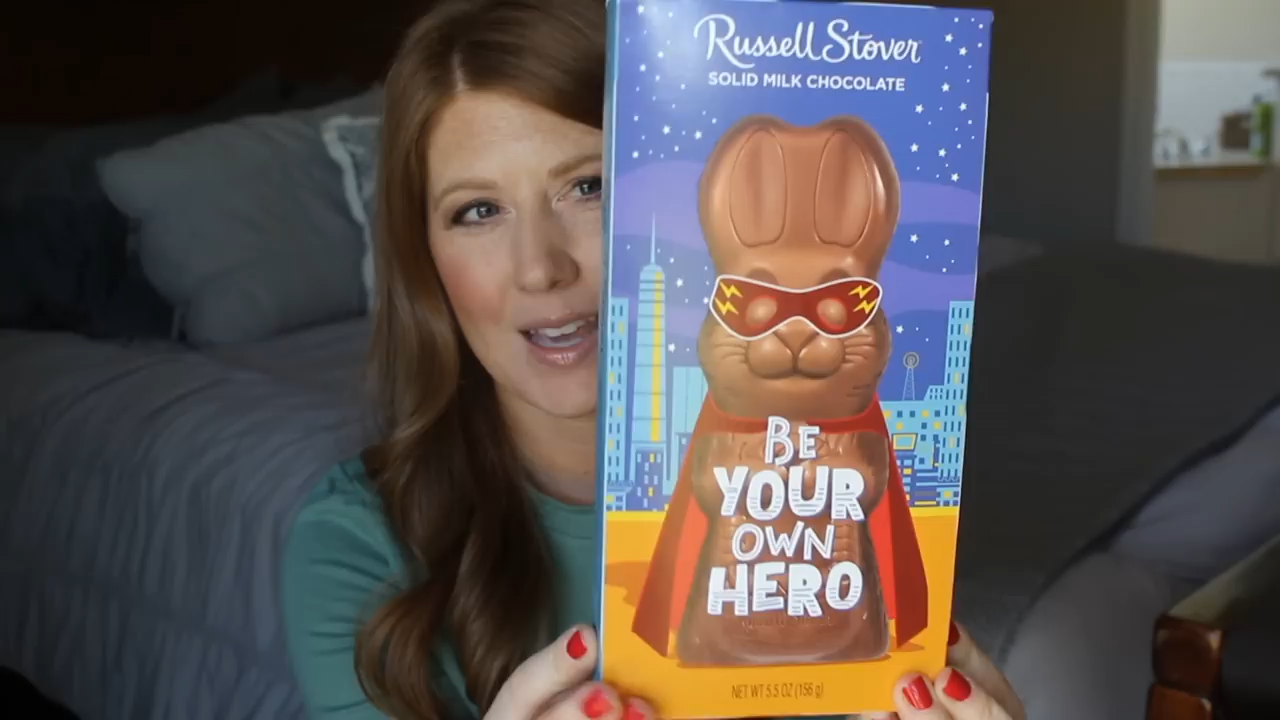 Russell Stover
SOLID MILK CHOCOLATE
BE
YOUR
OWN
HERO
NET WT 5.5 OZ (156 g)